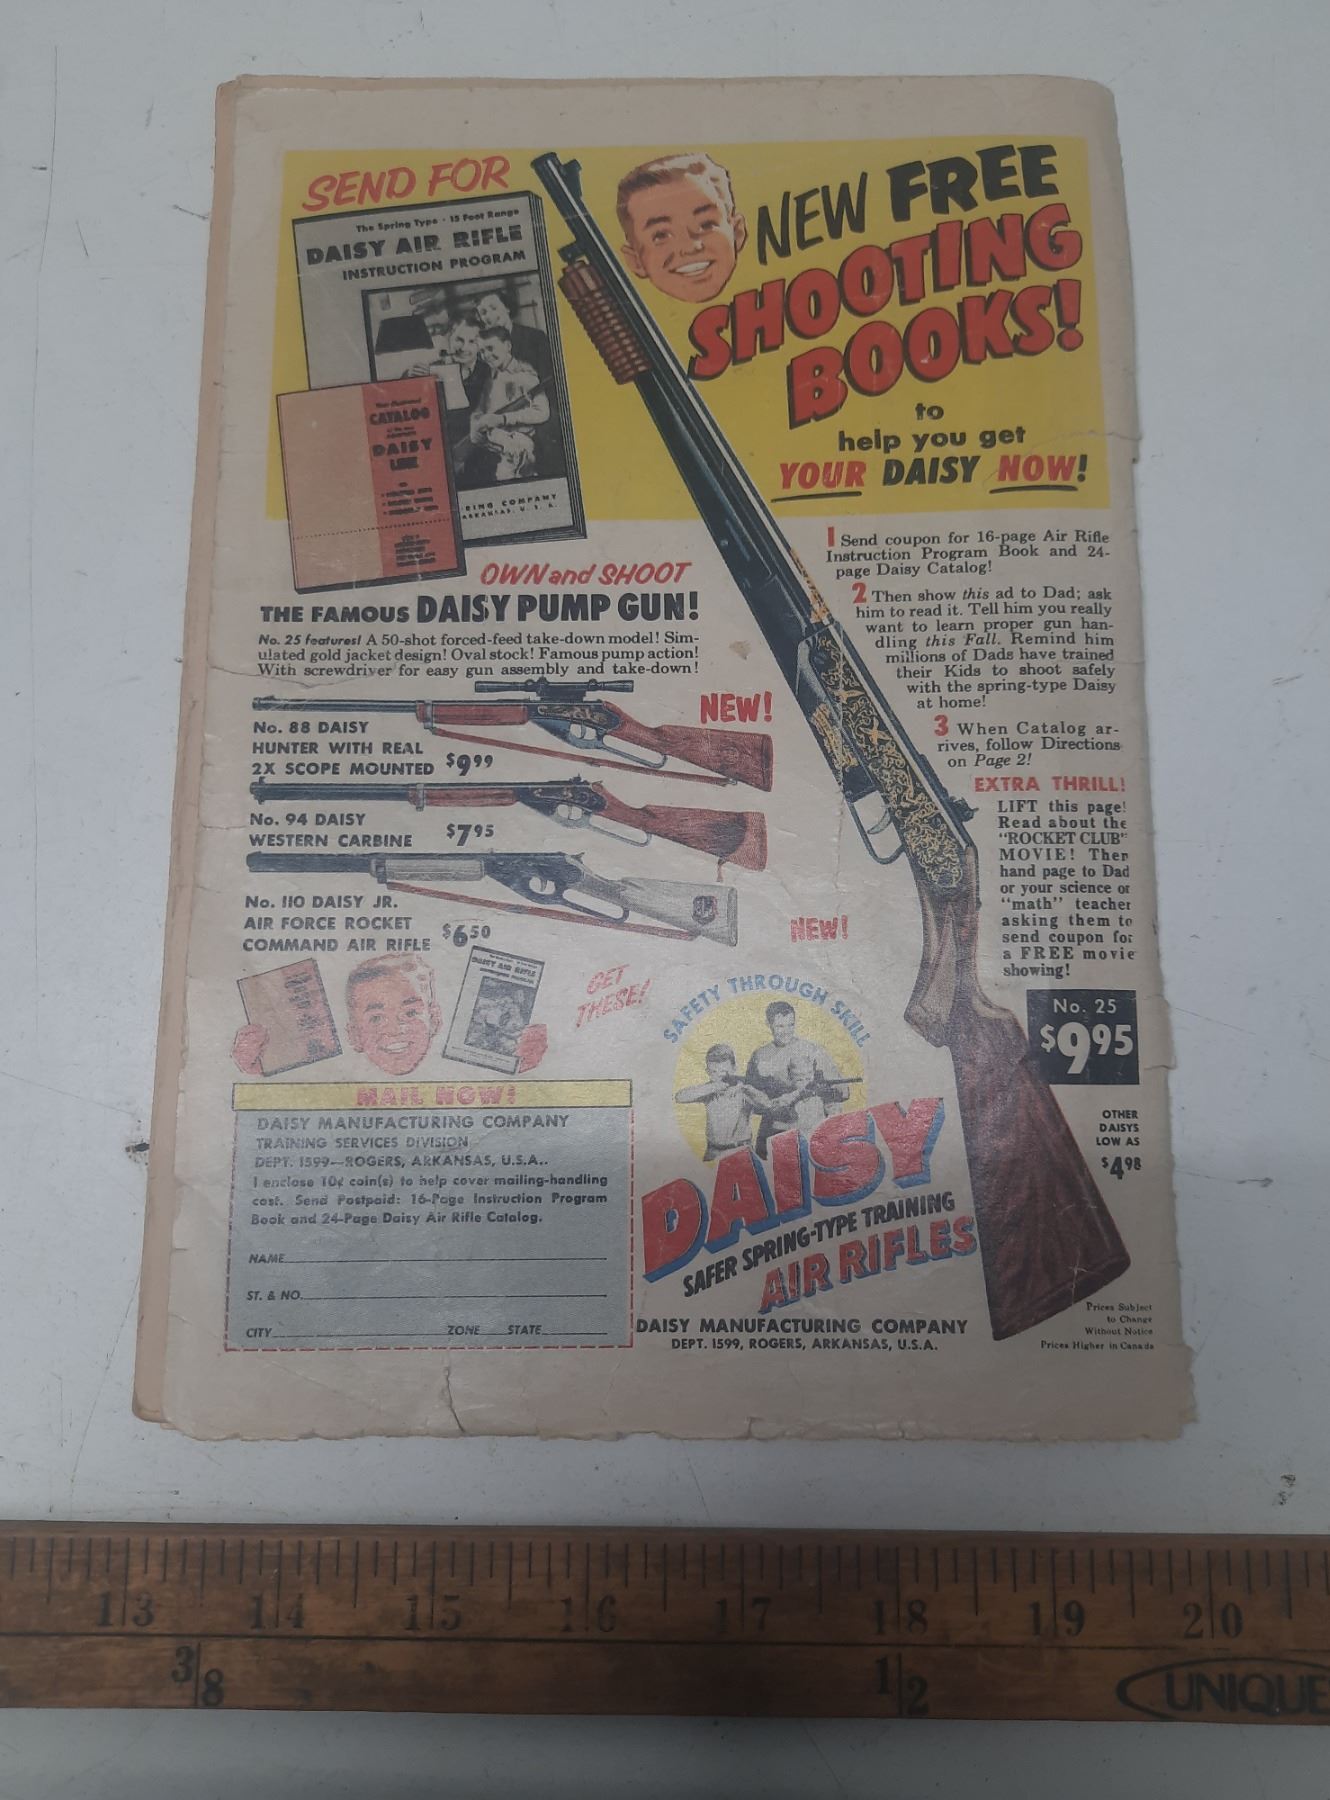 SEND FOR
The Spring Type - 15 Foot Range
DAISY AIR RIFLE
INSTRUCTION PROGRAM
CATALOG
DAISY
RING COMPANY
ARKANSAS, U. S. A.
NEW FREE
SHOOTING
BOOKS!
to
help you get
YOUR DAISY NOW!
OWN and SHOOT
THE FAMOUS DAISY PUMP GUN!
No. 25 features! A 50-shot forced-feed take-down model! Sim-
ulated gold jacket design! Oval stock! Famous pump action!
With screwdriver for easy gun assembly and take-down!
1 Send coupon for 16-page Air Rifle
Instruction Program Book and 24-
page Daisy Catalog!
2 Then show this ad to Dad; ask
him to read it. Tell him you really
want to learn proper gun han-
dling this Fall. Remind him
millions of Dads have trained
their Kids to shoot safely
with the spring-type Daisy
at home!
3 When Catalog ar-
rives, follow Directions
on Page 2!
EXTRA THRILL!
LIFT this page!
Read about the
"ROCKET CLUB"
MOVIE! Then
hand page to Dad
or your science or
"math" teacher
asking them to
send coupon for
a FREE movie
showing!
NEW!
No. 88 DAISY
HUNTER WITH REAL
2X SCOPE MOUNTED $9.99
No. 94 DAISY
WESTERN CARBINE $7.95
No. 110 DAISY JR.
AIR FORCE ROCKET
COMMAND AIR RIFLE $6.50
NEW!
DAISY AIR RIFLE
GET
THESE!
No. 25
$9.95
OTHER
DAISYS
LOW AS
$4.98
SAFETY THROUGH SKILL
DAISY
SAFER SPRING-TYPE TRAINING
AIR RIFLES
DAISY MANUFACTURING COMPANY
DEPT. 1599, ROGERS, ARKANSAS, U.S.A.
MAIL NOW!
DAISY MANUFACTURING COMPANY
TRAINING SERVICES DIVISION
DEPT. 1599—ROGERS, ARKANSAS, U.S.A..
I enclose 10¢ coin(s) to help cover mailing-handling
cost. Send Postpaid: 16-Page Instruction Program
Book and 24-Page Daisy Air Rifle Catalog.
NAME
ST. & NO.
CITY ZONE STATE
Prices Subject
to Change
Without Notice
Prices Higher in Canada
13 14 15 16 17 18 19 20
3/8 1/2 UNIQUE